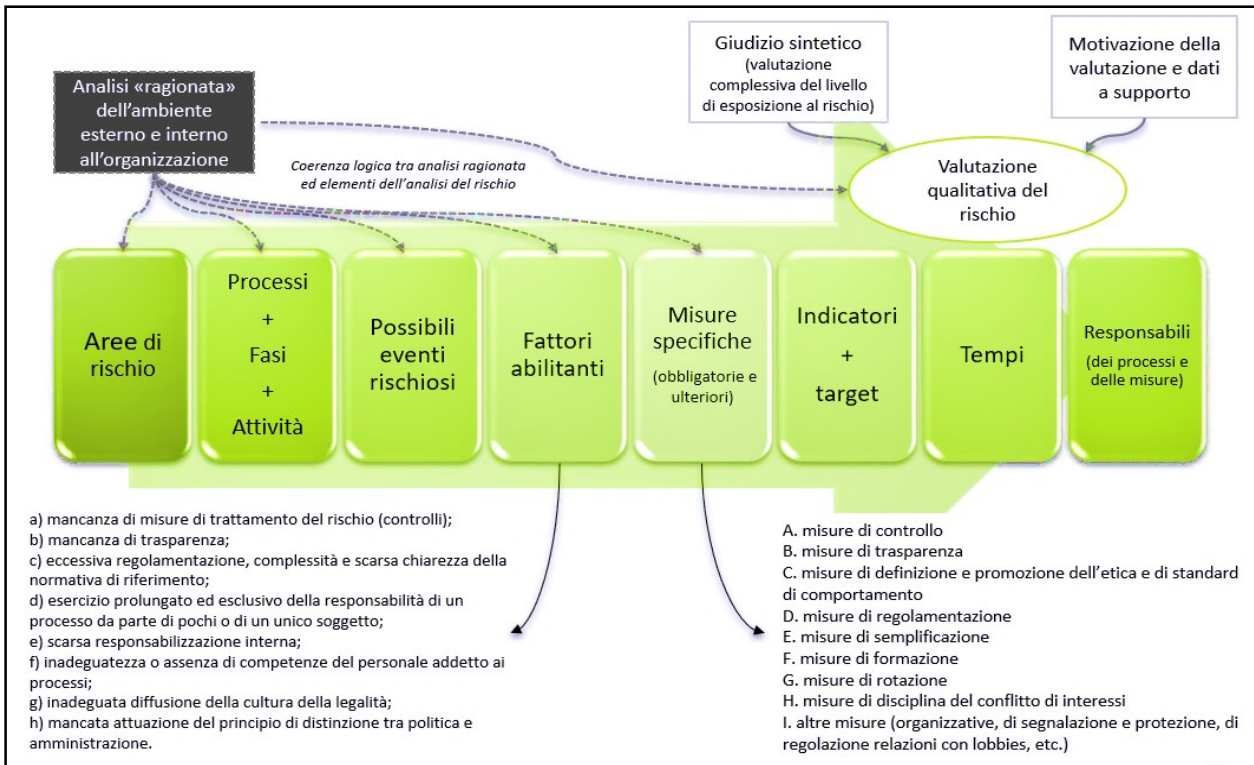 Analisi «ragionata»
dell'ambiente
esterno e interno
all'organizzazione
Giudizio sintetico
(valutazione
complessiva del livello
di esposizione al rischio)
Motivazione della
valutazione e dati
a supporto
Coerenza logica tra analisi ragionata
ed elementi dell'analisi del rischio
Valutazione
qualitativa del
rischio
Aree di
rischio
Processi
+
Fasi
+
Attività
Possibili
eventi
rischiosi
Fattori
abilitanti
Misure
specifiche
(obbligatorie e
ulteriori)
Indicatori
+
target
Tempi
Responsabili
(dei processi e
delle misure)
a) mancanza di misure di trattamento del rischio (controlli);
b) mancanza di trasparenza;
c) eccessiva regolamentazione, complessità e scarsa chiarezza della
normativa di riferimento;
d) esercizio prolungato ed esclusivo della responsabilità di un
processo da parte di pochi o di un unico soggetto;
e) scarsa responsabilizzazione interna;
f) inadeguatezza o assenza di competenze del personale addetto ai
processi;
g) inadeguata diffusione della cultura della legalità;
h) mancata attuazione del principio di distinzione tra politica e
amministrazione.
A. misure di controllo
B. misure di trasparenza
C. misure di definizione e promozione dell'etica e di standard
di comportamento
D. misure di regolamentazione
E. misure di semplificazione
F. misure di formazione
G. misure di rotazione
H. misure di disciplina del conflitto di interessi
I. altre misure (organizzative, di segnalazione e protezione, di
regolazione relazioni con lobbies, etc.)